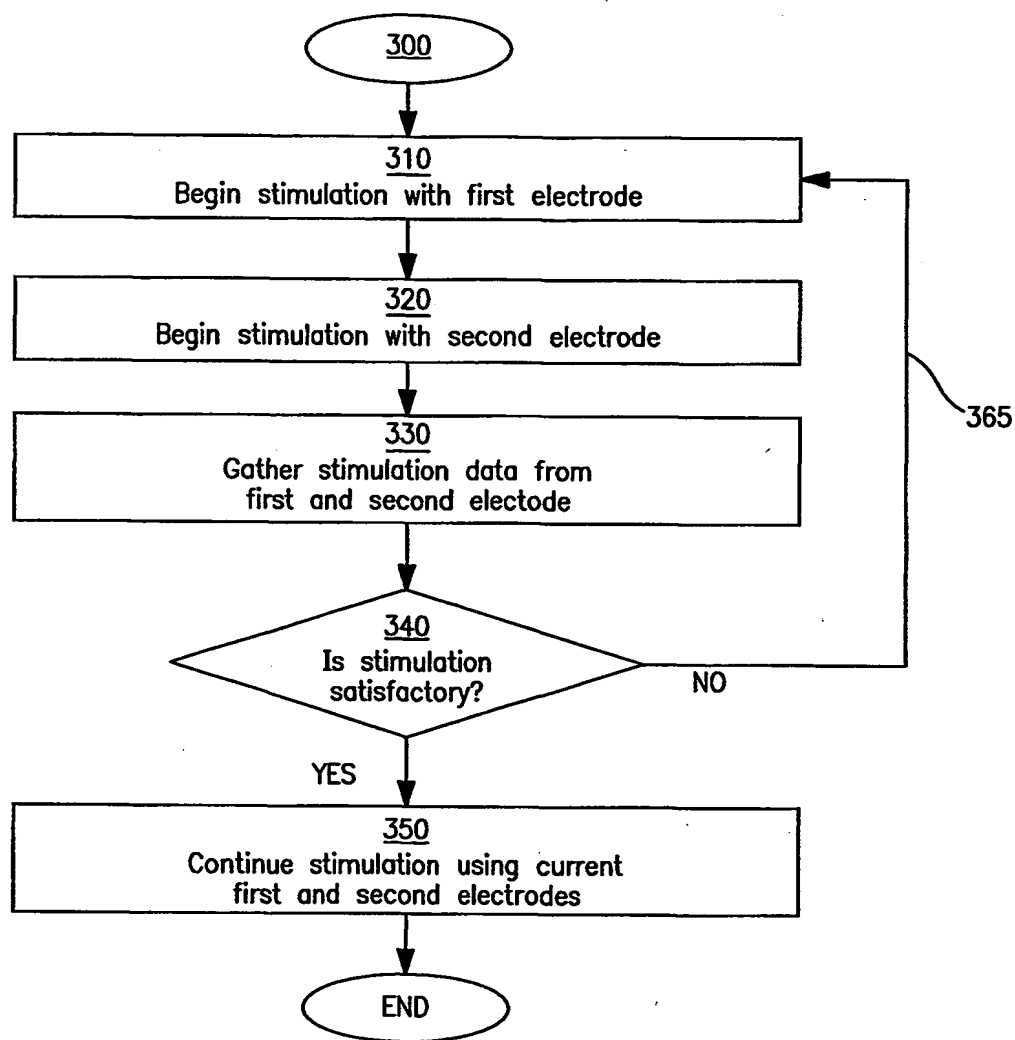 300
310
Begin stimulation with first electrode
320
Begin stimulation with second electrode
330
Gather stimulation data from
first and second electode
340
Is stimulation
satisfactory?
NO
365
YES
350
Continue stimulation using current
first and second electrodes
END